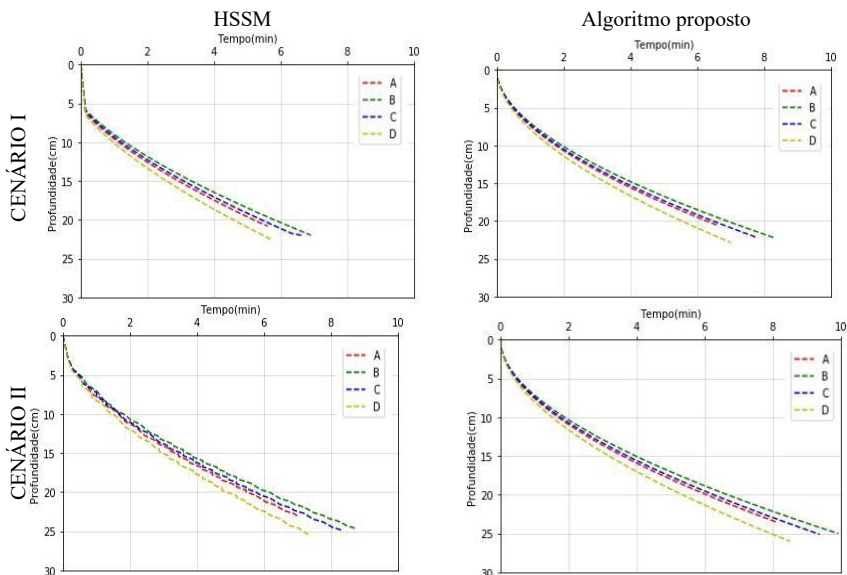 HSSM
Algoritmo proposto
CENÁRIO I
Tempo(min)
0 2 4 6 8 10
Profundidade(cm)
0
5
10
15
20
25
30
A
B
C
D
Tempo(min)
0 2 4 6 8 10
Profundidade(cm)
0
5
10
15
20
25
30
A
B
C
D
CENÁRIO II
Tempo(min)
0 2 4 6 8 10
Profundidade(cm)
0
5
10
15
20
25
30
A
B
C
D
Tempo(min)
0 2 4 6 8 10
Profundidade(cm)
0
5
10
15
20
25
30
A
B
C
D